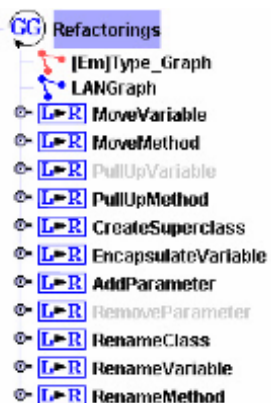 GG Refactorings
[Em]Type_Graph
LANGraph
L R MoveVariable
L R MoveMethod
L R PullUpVariable
L R PullUpMethod
L R CreateSuperclass
L R EncapsulateVariable
L R AddParameter
L R RemoveParameter
L R RenameClass
L R RenameVariable
L R RenameMethod